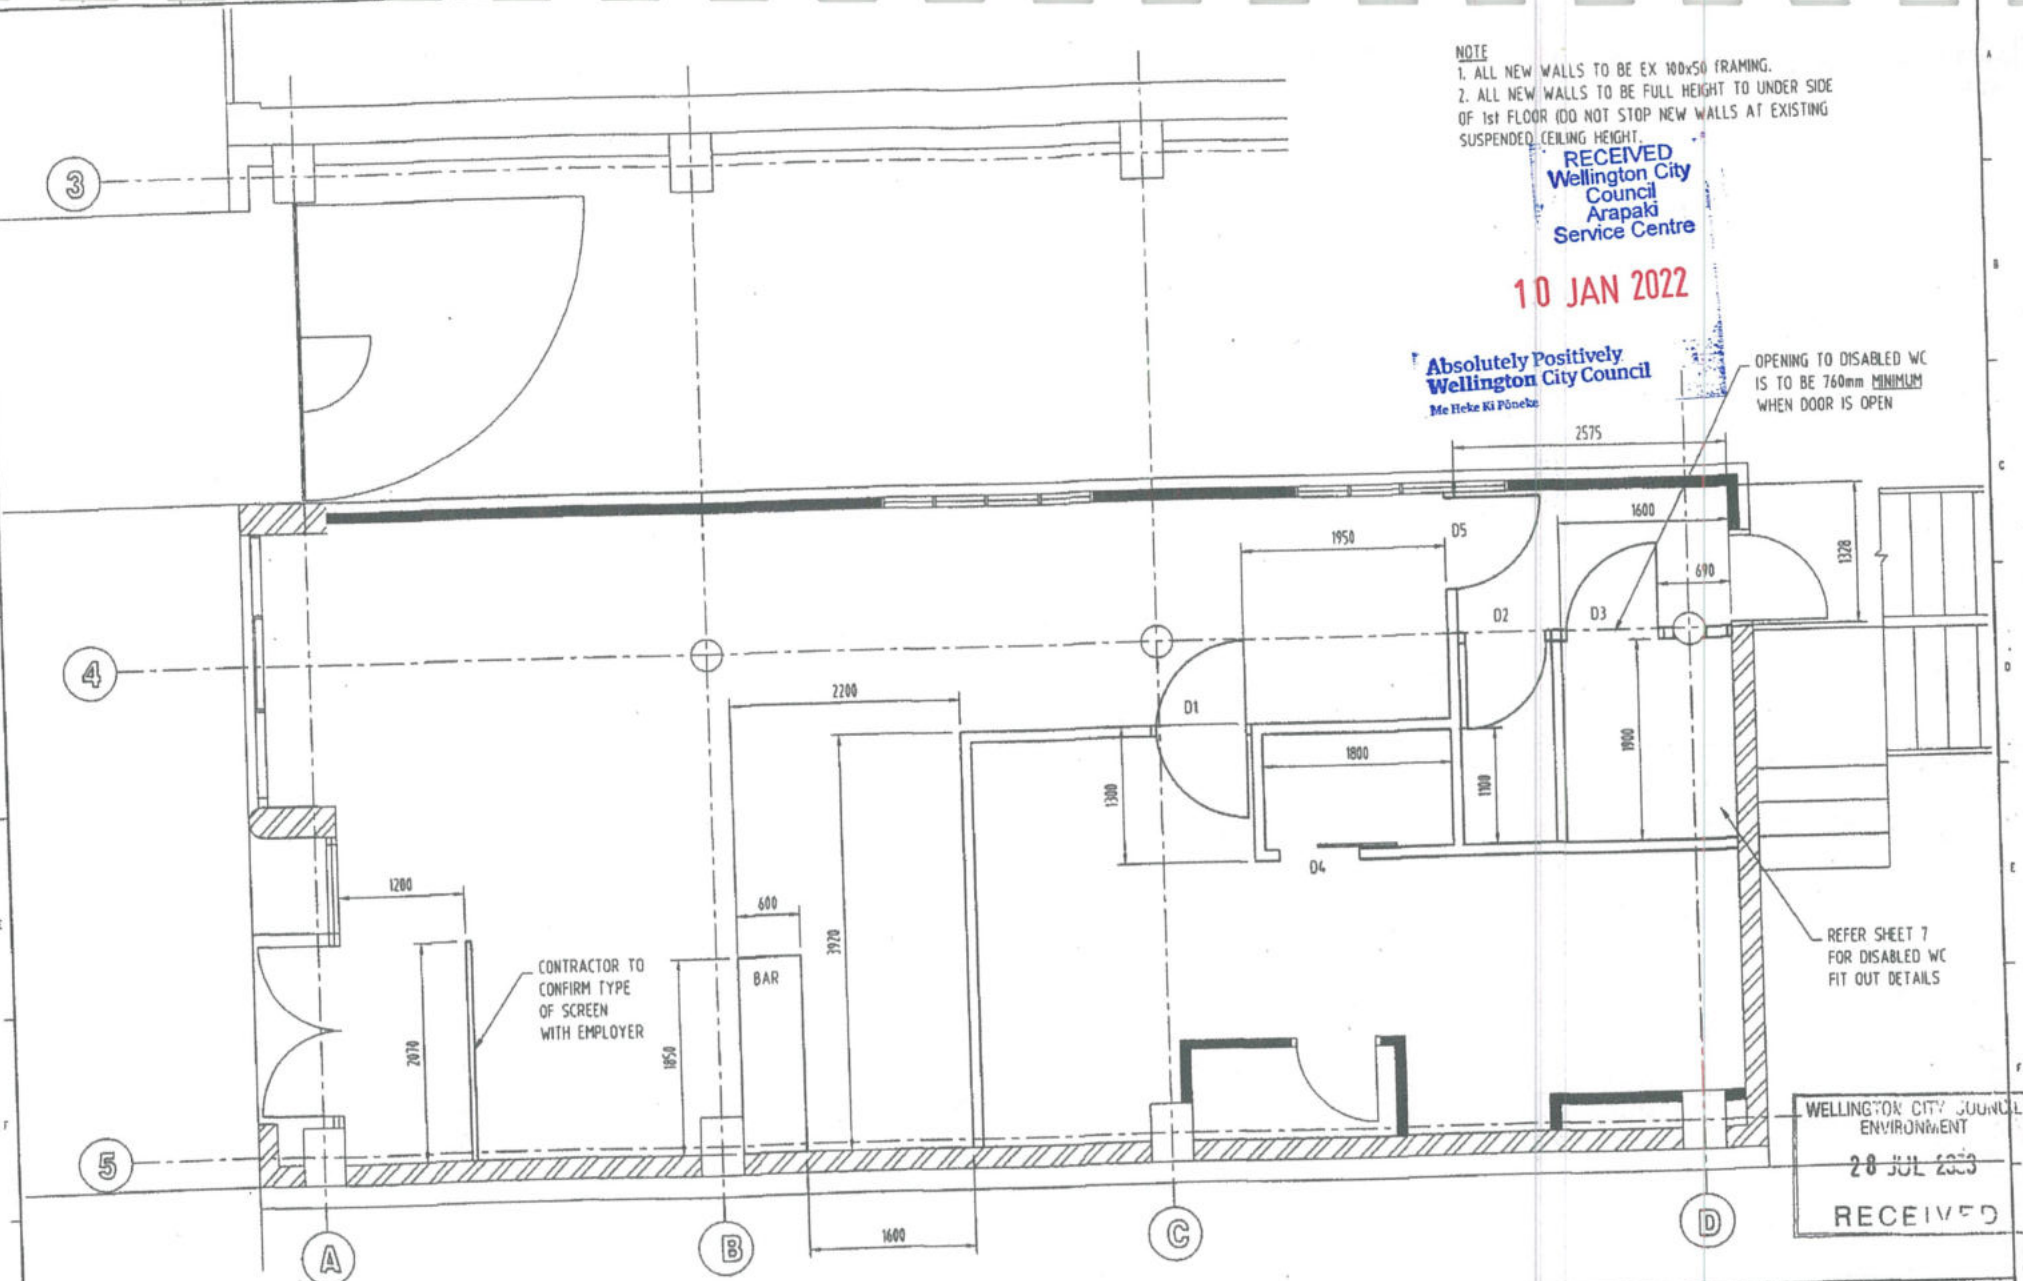 NOTE
1. ALL NEW WALLS TO BE EX 100x50 FRAMING.
2. ALL NEW WALLS TO BE FULL HEIGHT TO UNDER SIDE
OF 1st FLOOR (DO NOT STOP NEW WALLS AT EXISTING
SUSPENDED CEILING HEIGHT.
RECEIVED
Wellington City
Council
Arapaki
Service Centre
10 JAN 2022
Absolutely Positively
Wellington City Council
Me Heke Ki Pōneke
OPENING TO DISABLED WC
IS TO BE 760mm MINIMUM
WHEN DOOR IS OPEN
A
B
C
D
E
F
E
F
3
2575
1600
D5
1950
1328
690
D2
D3
4
2200
D1
1800
1900
1300
1100
D4
1200
600
3920
BAR
CONTRACTOR TO
CONFIRM TYPE
OF SCREEN
WITH EMPLOYER
2070
1850
REFER SHEET 7
FOR DISABLED WC
FIT OUT DETAILS
5
1600
A
B
C
D
WELLINGTON CITY COUNCIL
ENVIRONMENT
28 JUL
RECEIVED